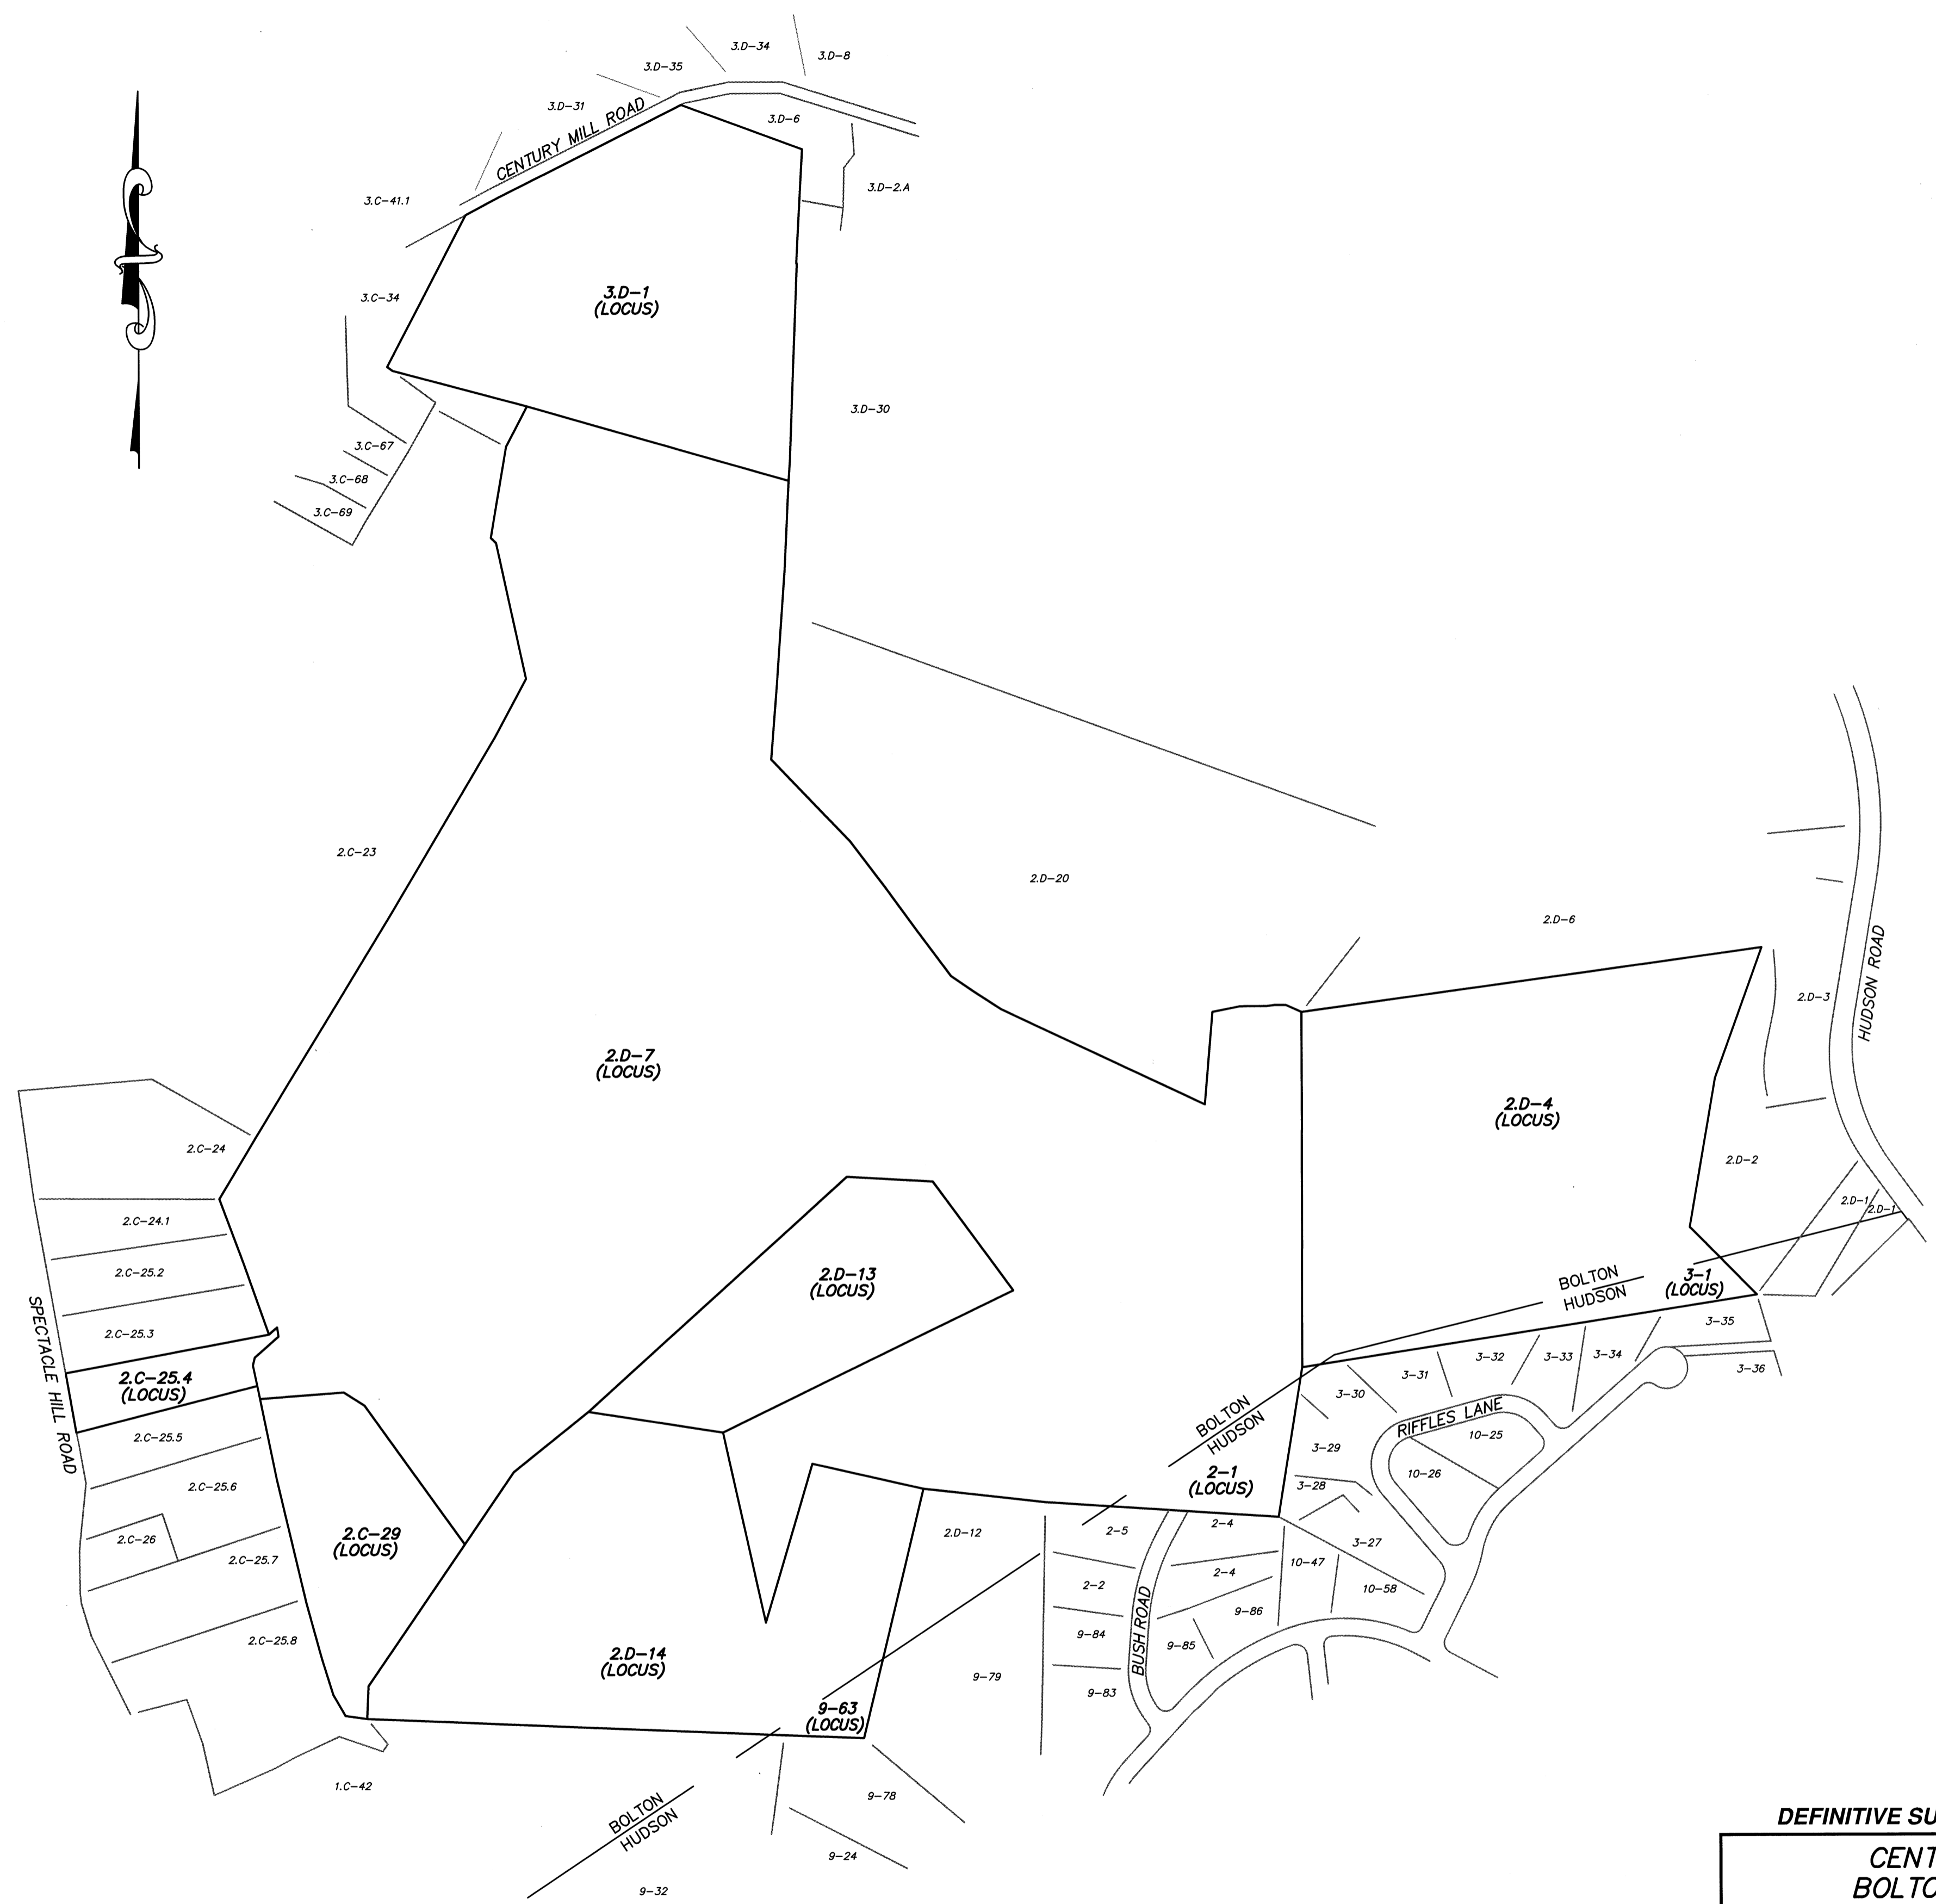 3.D-34
3.D-8
3.D-35
3.D-31
CENTURY MILL ROAD
3.D-6
3.D-2.A
3.C-41.1
3.D-1
(LOCUS)
3.C-34
3.D-30
3.C-67
3.C-68
3.C-69
2.C-23
2.D-20
2.D-6
2.D-3
HUDSON ROAD
2.D-7
(LOCUS)
2.D-4
(LOCUS)
2.C-24
2.D-2
2.D-1
2.D-1
2.C-24.1
2.C-25.2
2.D-13
(LOCUS)
BOLTON
HUDSON
3-1
(LOCUS)
2.C-25.3
SPECTACLE HILL ROAD
3-35
3-34
3-33
3-32
3-31
3-36
2.C-25.4
(LOCUS)
3-30
RIFFLES LANE
BOLTON
HUDSON
2.C-25.5
3-29
10-25
10-26
2-1
(LOCUS)
3-28
2.C-25.6
2.C-29
(LOCUS)
2.C-26
2.D-12
2-5
2-4
3-27
2.C-25.7
10-47
2-4
2-2
10-58
BUSH ROAD
9-86
9-84
9-85
2.C-25.8
2.D-14
(LOCUS)
9-79
9-83
9-63
(LOCUS)
1.C-42
9-78
BOLTON
HUDSON
9-24
9-32
DEFINITIVE SU
CENT
BOLTO